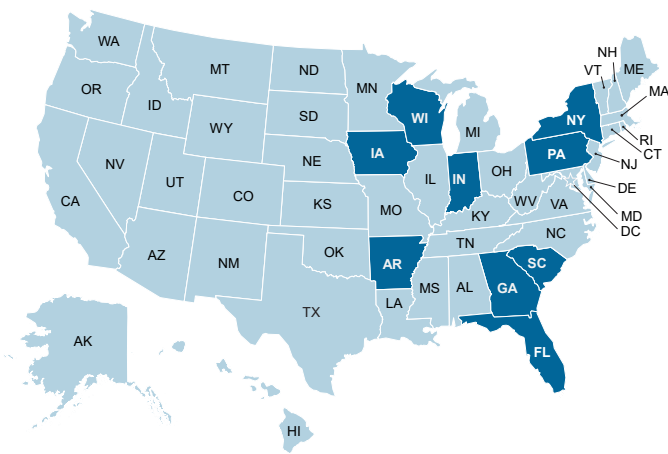 WA
OR
CA
NV
ID
MT
WY
UT
AZ
CO
NM
ND
SD
NE
KS
OK
TX
MN
IA
MO
AR
LA
WI
IL
MI
IN
OH
KY
TN
MS
AL
GA
FL
SC
NC
VA
WV
PA
NY
VT
NH
ME
MA
RI
CT
NJ
DE
MD
DC
AK
HI